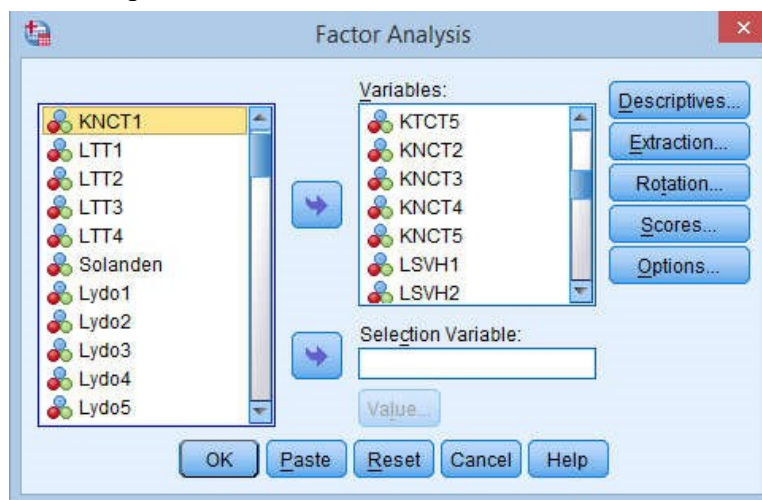 Factor Analysis
KNCT1
LTT1
LTT2
LTT3
LTT4
Solanden
Lydo1
Lydo2
Lydo3
Lydo4
Lydo5
Variables:
KTCT5
KNCT2
KNCT3
KNCT4
KNCT5
LSVH1
LSVH2
Selection Variable:
Value...
Descriptives...
Extraction...
Rotation...
Scores...
Options...
OK Paste Reset Cancel Help